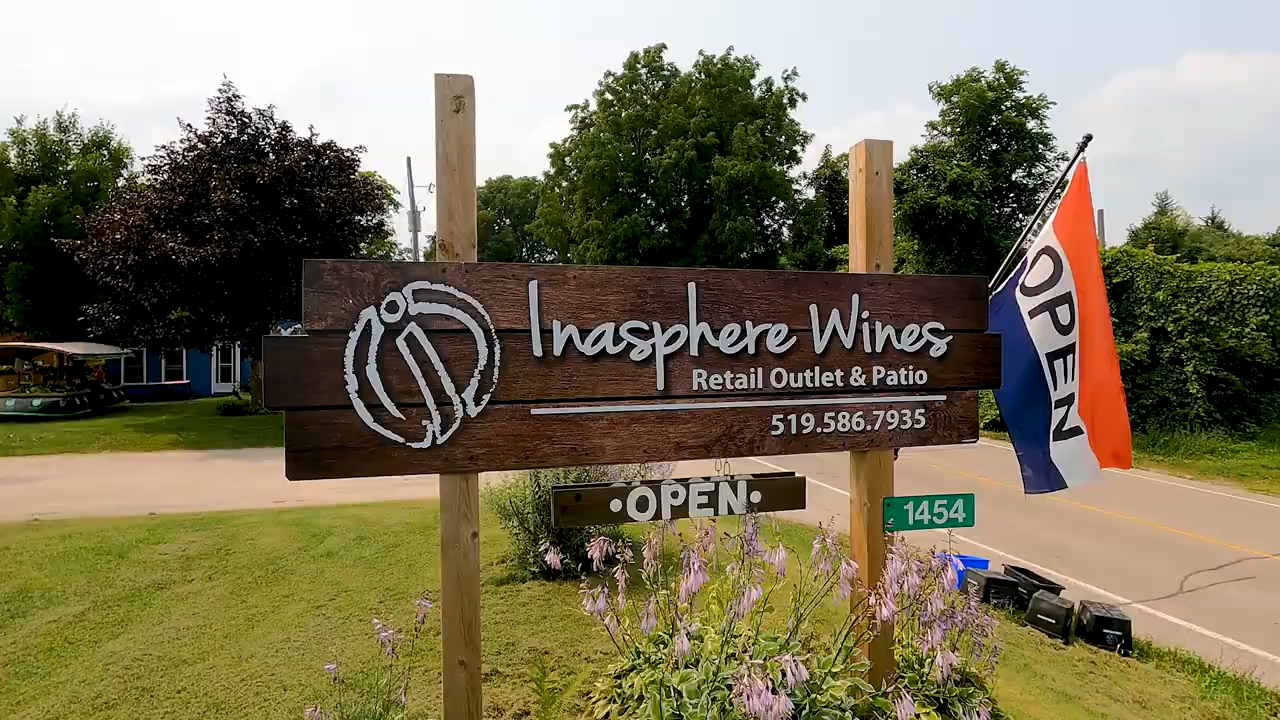 Inasphere Wines
Retail Outlet & Patio
519.586.7935
•OPEN•
1454
OPEN